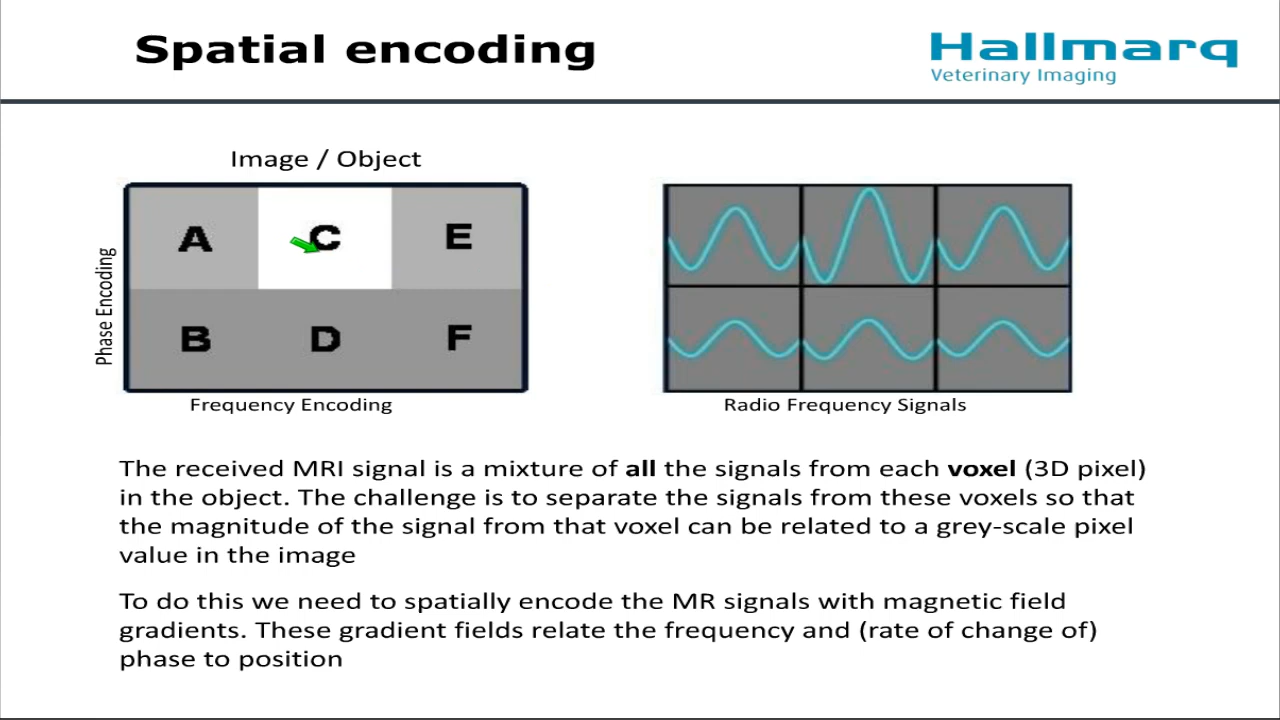 Spatial encoding
Hallmarq
Veterinary Imaging
Image / Object
Phase Encoding
A C E
B D F
Frequency Encoding
Radio Frequency Signals
The received MRI signal is a mixture of all the signals from each voxel (3D pixel)
in the object. The challenge is to separate the signals from these voxels so that
the magnitude of the signal from that voxel can be related to a grey-scale pixel
value in the image
To do this we need to spatially encode the MR signals with magnetic field
gradients. These gradient fields relate the frequency and (rate of change of)
phase to position